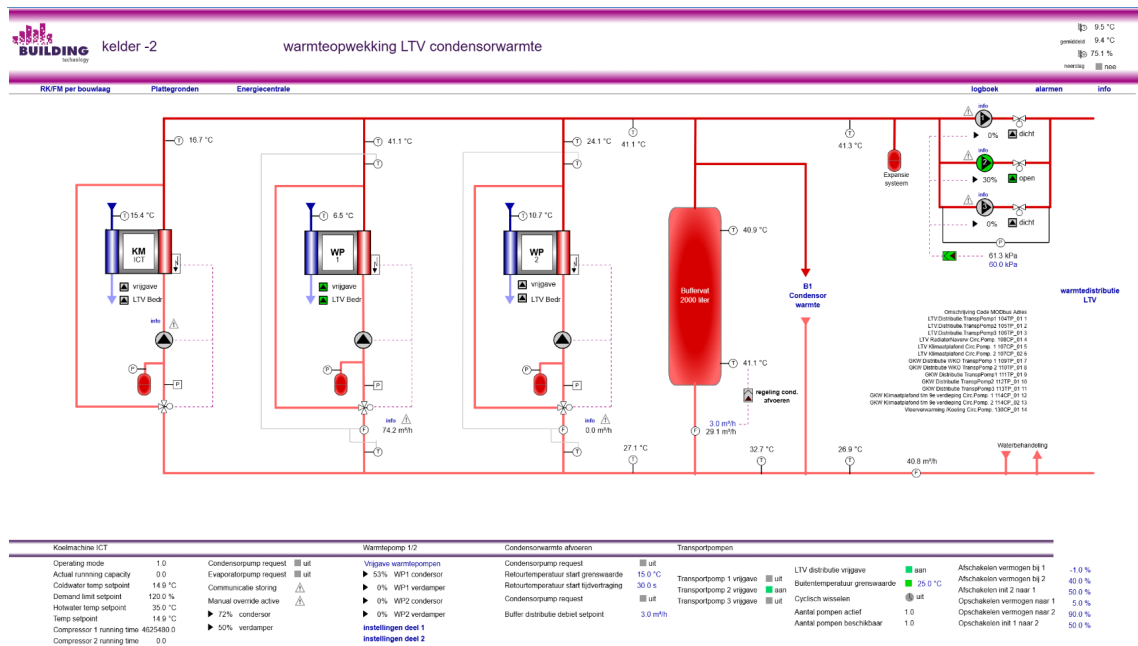 BUILDING
technology
kelder -2
warmteopwekking LTV condensorwarmte
9.5 °C
gemiddeld 9.4 °C
75.1 %
neerslag nee
RK/FM per bouwlaag Plattegronden Energiecentrale logboek alarmen info
16.7 °C
41.1 °C
24.1 °C
41.1 °C
41.3 °C
Expansie
systeem
info
0%
dicht
info
30%
open
info
0%
dicht
61.3 kPa
60.0 kPa
15.4 °C
KM
ICT
vrijgave
LTV Bedr
info
6.5 °C
WP
1
vrijgave
LTV Bedr
info
74.2 m³/h
10.7 °C
WP
2
vrijgave
LTV Bedr
info
0.0 m³/h
40.9 °C
Buffervat
2000 liter
41.1 °C
regeling cond.
afvoeren
3.0 m³/h
29.1 m³/h
B1
Condensor
warmte
warmtedistributie
LTV
Omschrijving Code MODbus Adres
LTV.Distributie.TranspPomp1 104TP_01 1
LTV.Distributie.TranspPomp2 105TP_01 2
LTV.Distributie.TranspPomp3 106TP_01 3
LTV RadiatorNaverw Circ.Pomp. 108CP_01 4
LTV Klimaatplafond Circ.Pomp. 1 107CP_01 5
LTV Klimaatplafond Circ.Pomp. 2 107CP_02 6
GKW Distributie WKO TranspPomp 1 109TP_01 7
GKW Distributie WKO TranspPomp 2 110TP_01 8
GKW Distributie TranspPomp1 111TP_01 9
GKW Distributie TranspPomp2 112TP_01 10
GKW Distributie TranspPomp3 113TP_01 11
GKW Klimaatplafond t/m 9e verdieping Circ.Pomp. 1 114CP_01 12
GKW Klimaatplafond t/m 9e verdieping Circ.Pomp. 2 114CP_02 13
Vloerverwarming /Koeling Circ.Pomp. 130CP_01 14
27.1 °C
32.7 °C
26.9 °C
40.8 m³/h
Waterbehandeling
Koelmachine ICT
Operating mode 1.0
Actual runnning capacity 0.0
Coldwater temp setpoint 14.9 °C
Demand limit setpoint 120.0 %
Hotwater temp setpoint 35.0 °C
Temp setpoint 14.9 °C
Compressor 1 running time 4625480.0
Compressor 2 running time 0.0
Condensorpump request uit
Evaporatorpump request uit
Communicatie storing
Manual override active
72% condersor
50% verdamper
Warmtepomp 1/2
Vrijgave warmtepompen
53% WP1 condersor
0% WP1 verdamper
0% WP2 condersor
0% WP2 verdamper
instellingen deel 1
instellingen deel 2
Condensorwarmte afvoeren
Condensorpump request uit
Retourtemperatuur start grenswaarde 15.0 °C
Retourtemperatuur start tijdvertraging 30.0 s
Condensorpump request uit
Buffer distributie debiet setpoint 3.0 m³/h
Transportpompen
Transportpomp 1 vrijgave uit
Transportpomp 2 vrijgave aan
Transportpomp 3 vrijgave uit
LTV distributie vrijgave aan
Buitentemperatuur grenswaarde 25.0 °C
Cyclisch wisselen uit
Aantal pompen actief 1.0
Aantal pompen beschikbaar 1.0
Afschakelen vermogen bij 1 -1.0 %
Afschakelen vermogen bij 2 40.0 %
Afschakelen init 2 naar 1 50.0 %
Opschakelen vermogen naar 1 5.0 %
Opschakelen vermogen naar 2 90.0 %
Opschakelen init 1 naar 2 50.0 %